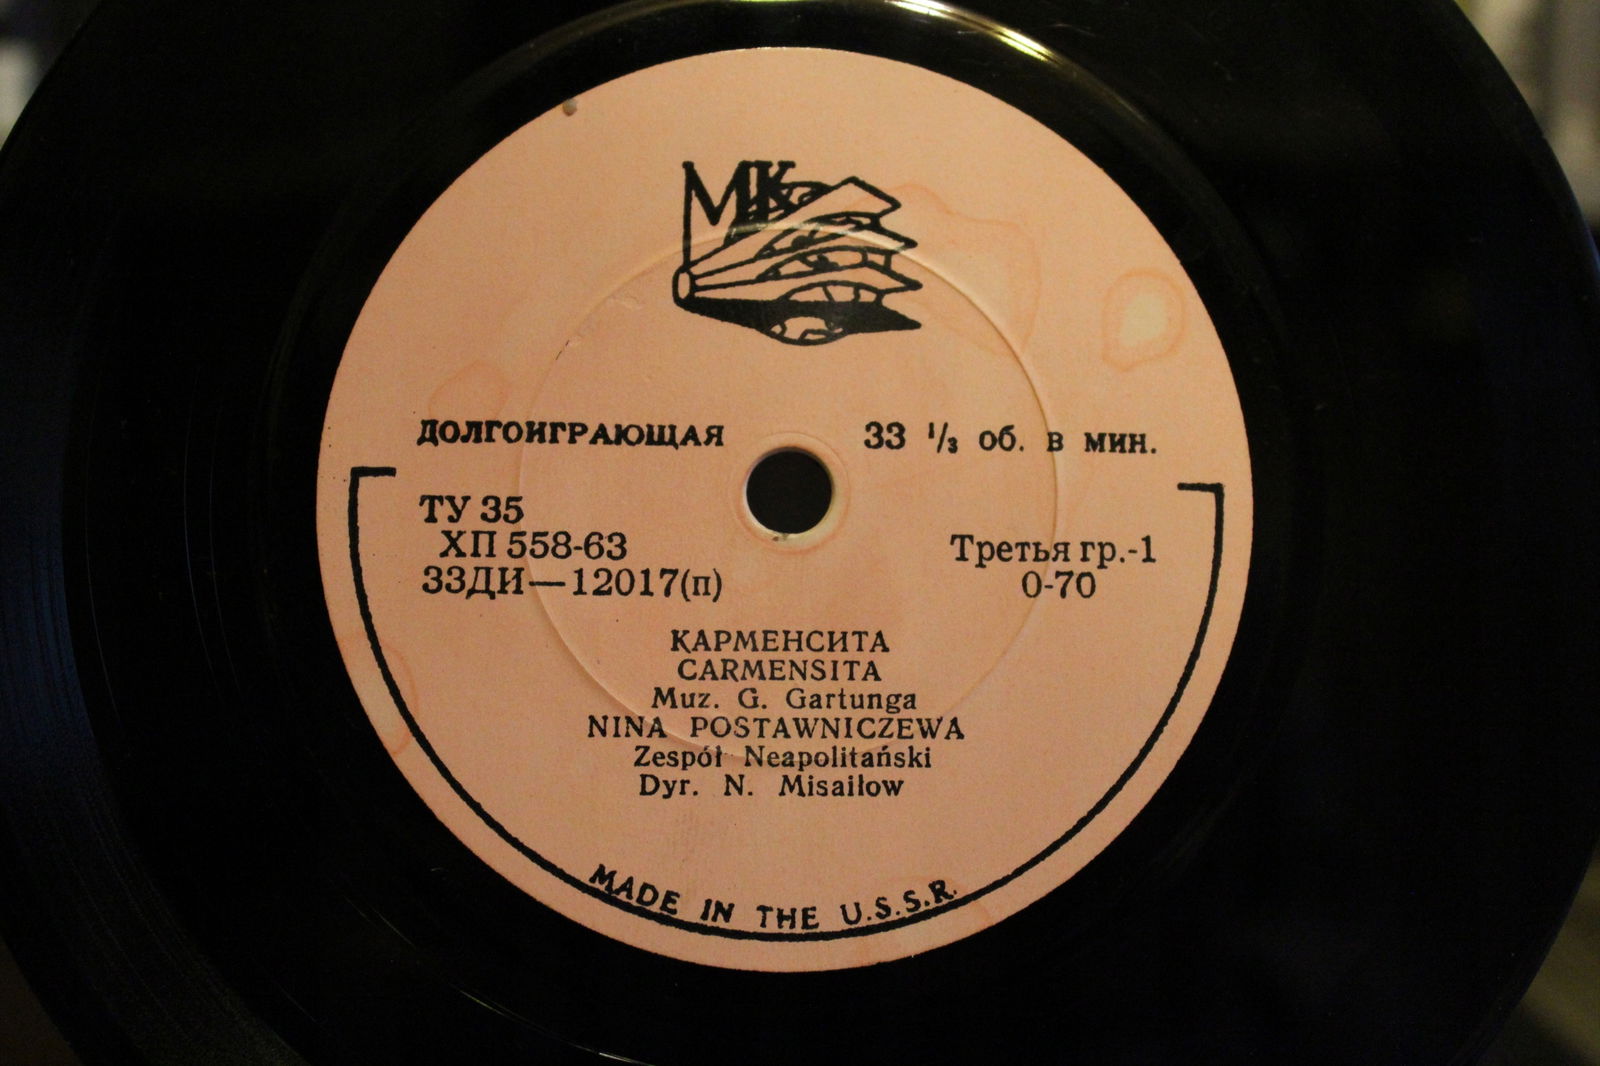 МК
ДОЛГОИГРАЮЩАЯ 33 1/3 об. в мин.
ТУ 35
ХП 558-63
33ДИ—12017(п)
Третья гр.-1
0-70
КАРМЕНСИТА
CARMENSITA
Muz. G. Gartunga
NINA POSTAWNICZEWA
Zespół Neapolitański
Dyr. N. Misaiłow
MADE IN THE U.S.S.R.